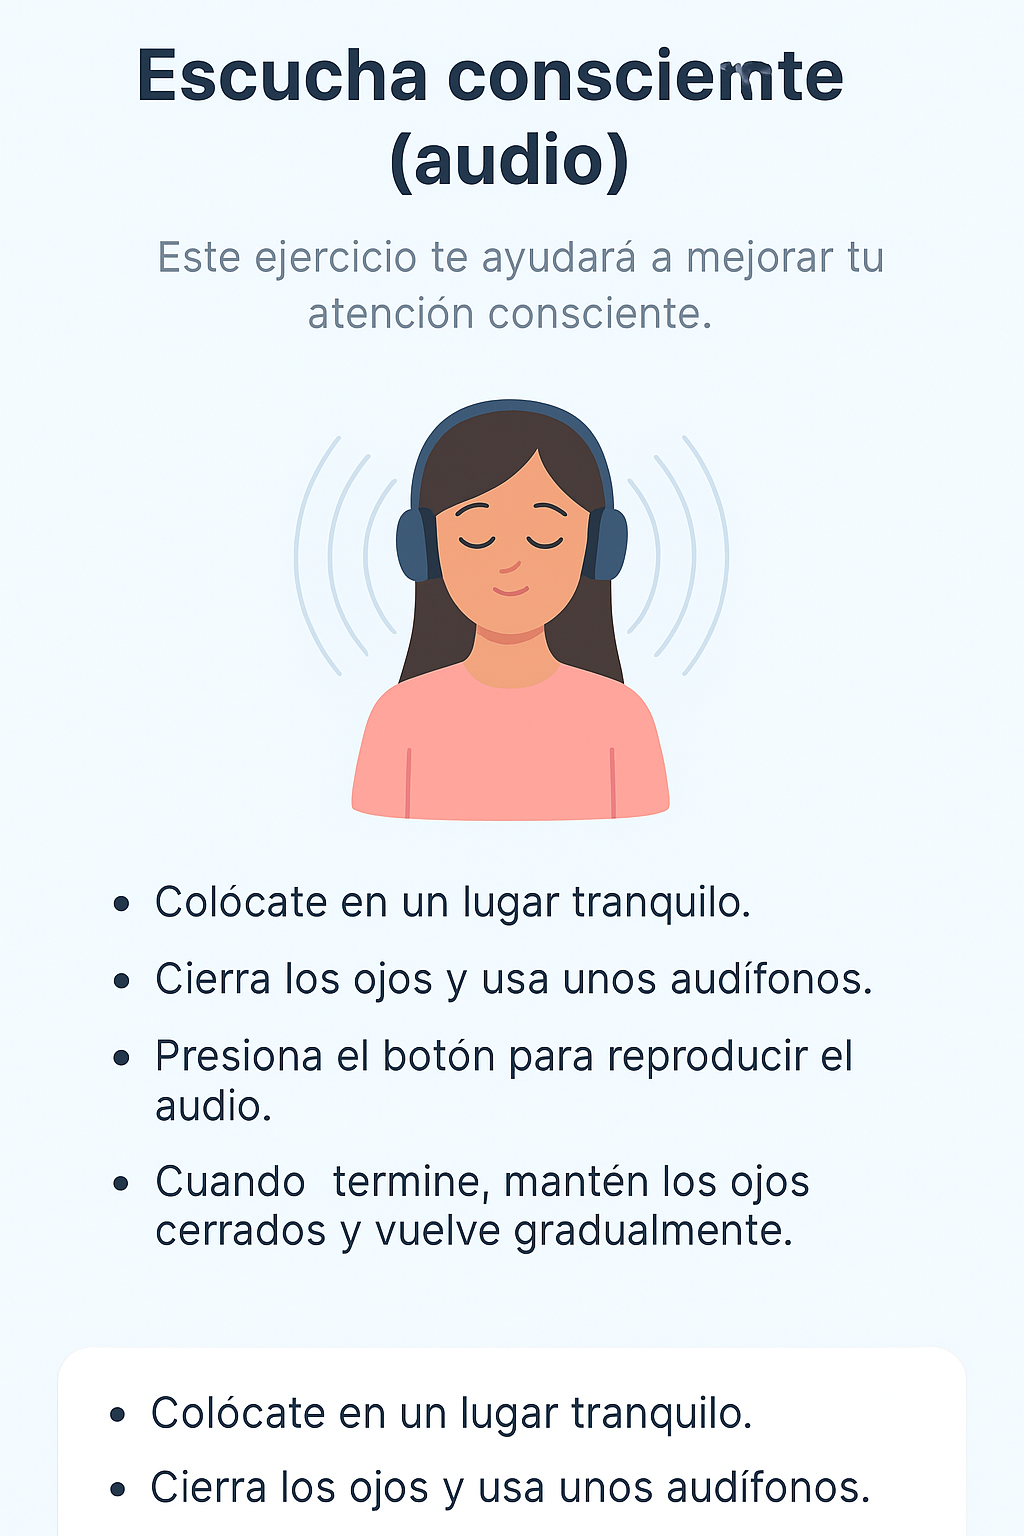 Escucha consciemte
(audio)
Este ejercicio te ayudará a mejorar tu
atención consciente.
• Colócate en un lugar tranquilo.
• Cierra los ojos y usa unos audífonos.
• Presiona el botón para reproducir el
audio.
• Cuando termine, mantén los ojos
cerrados y vuelve gradualmente.
• Colócate en un lugar tranquilo.
• Cierra los ojos y usa unos audífonos.